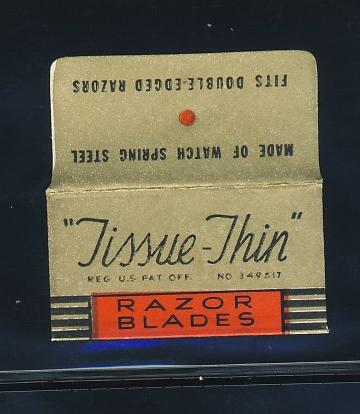 FITS DOUBLE-EDGED RAZORS
MADE OF WATCH SPRING STEEL
"Tissue-Thin"
REG U.S PAT OFF. NO 349517
RAZOR
BLADES